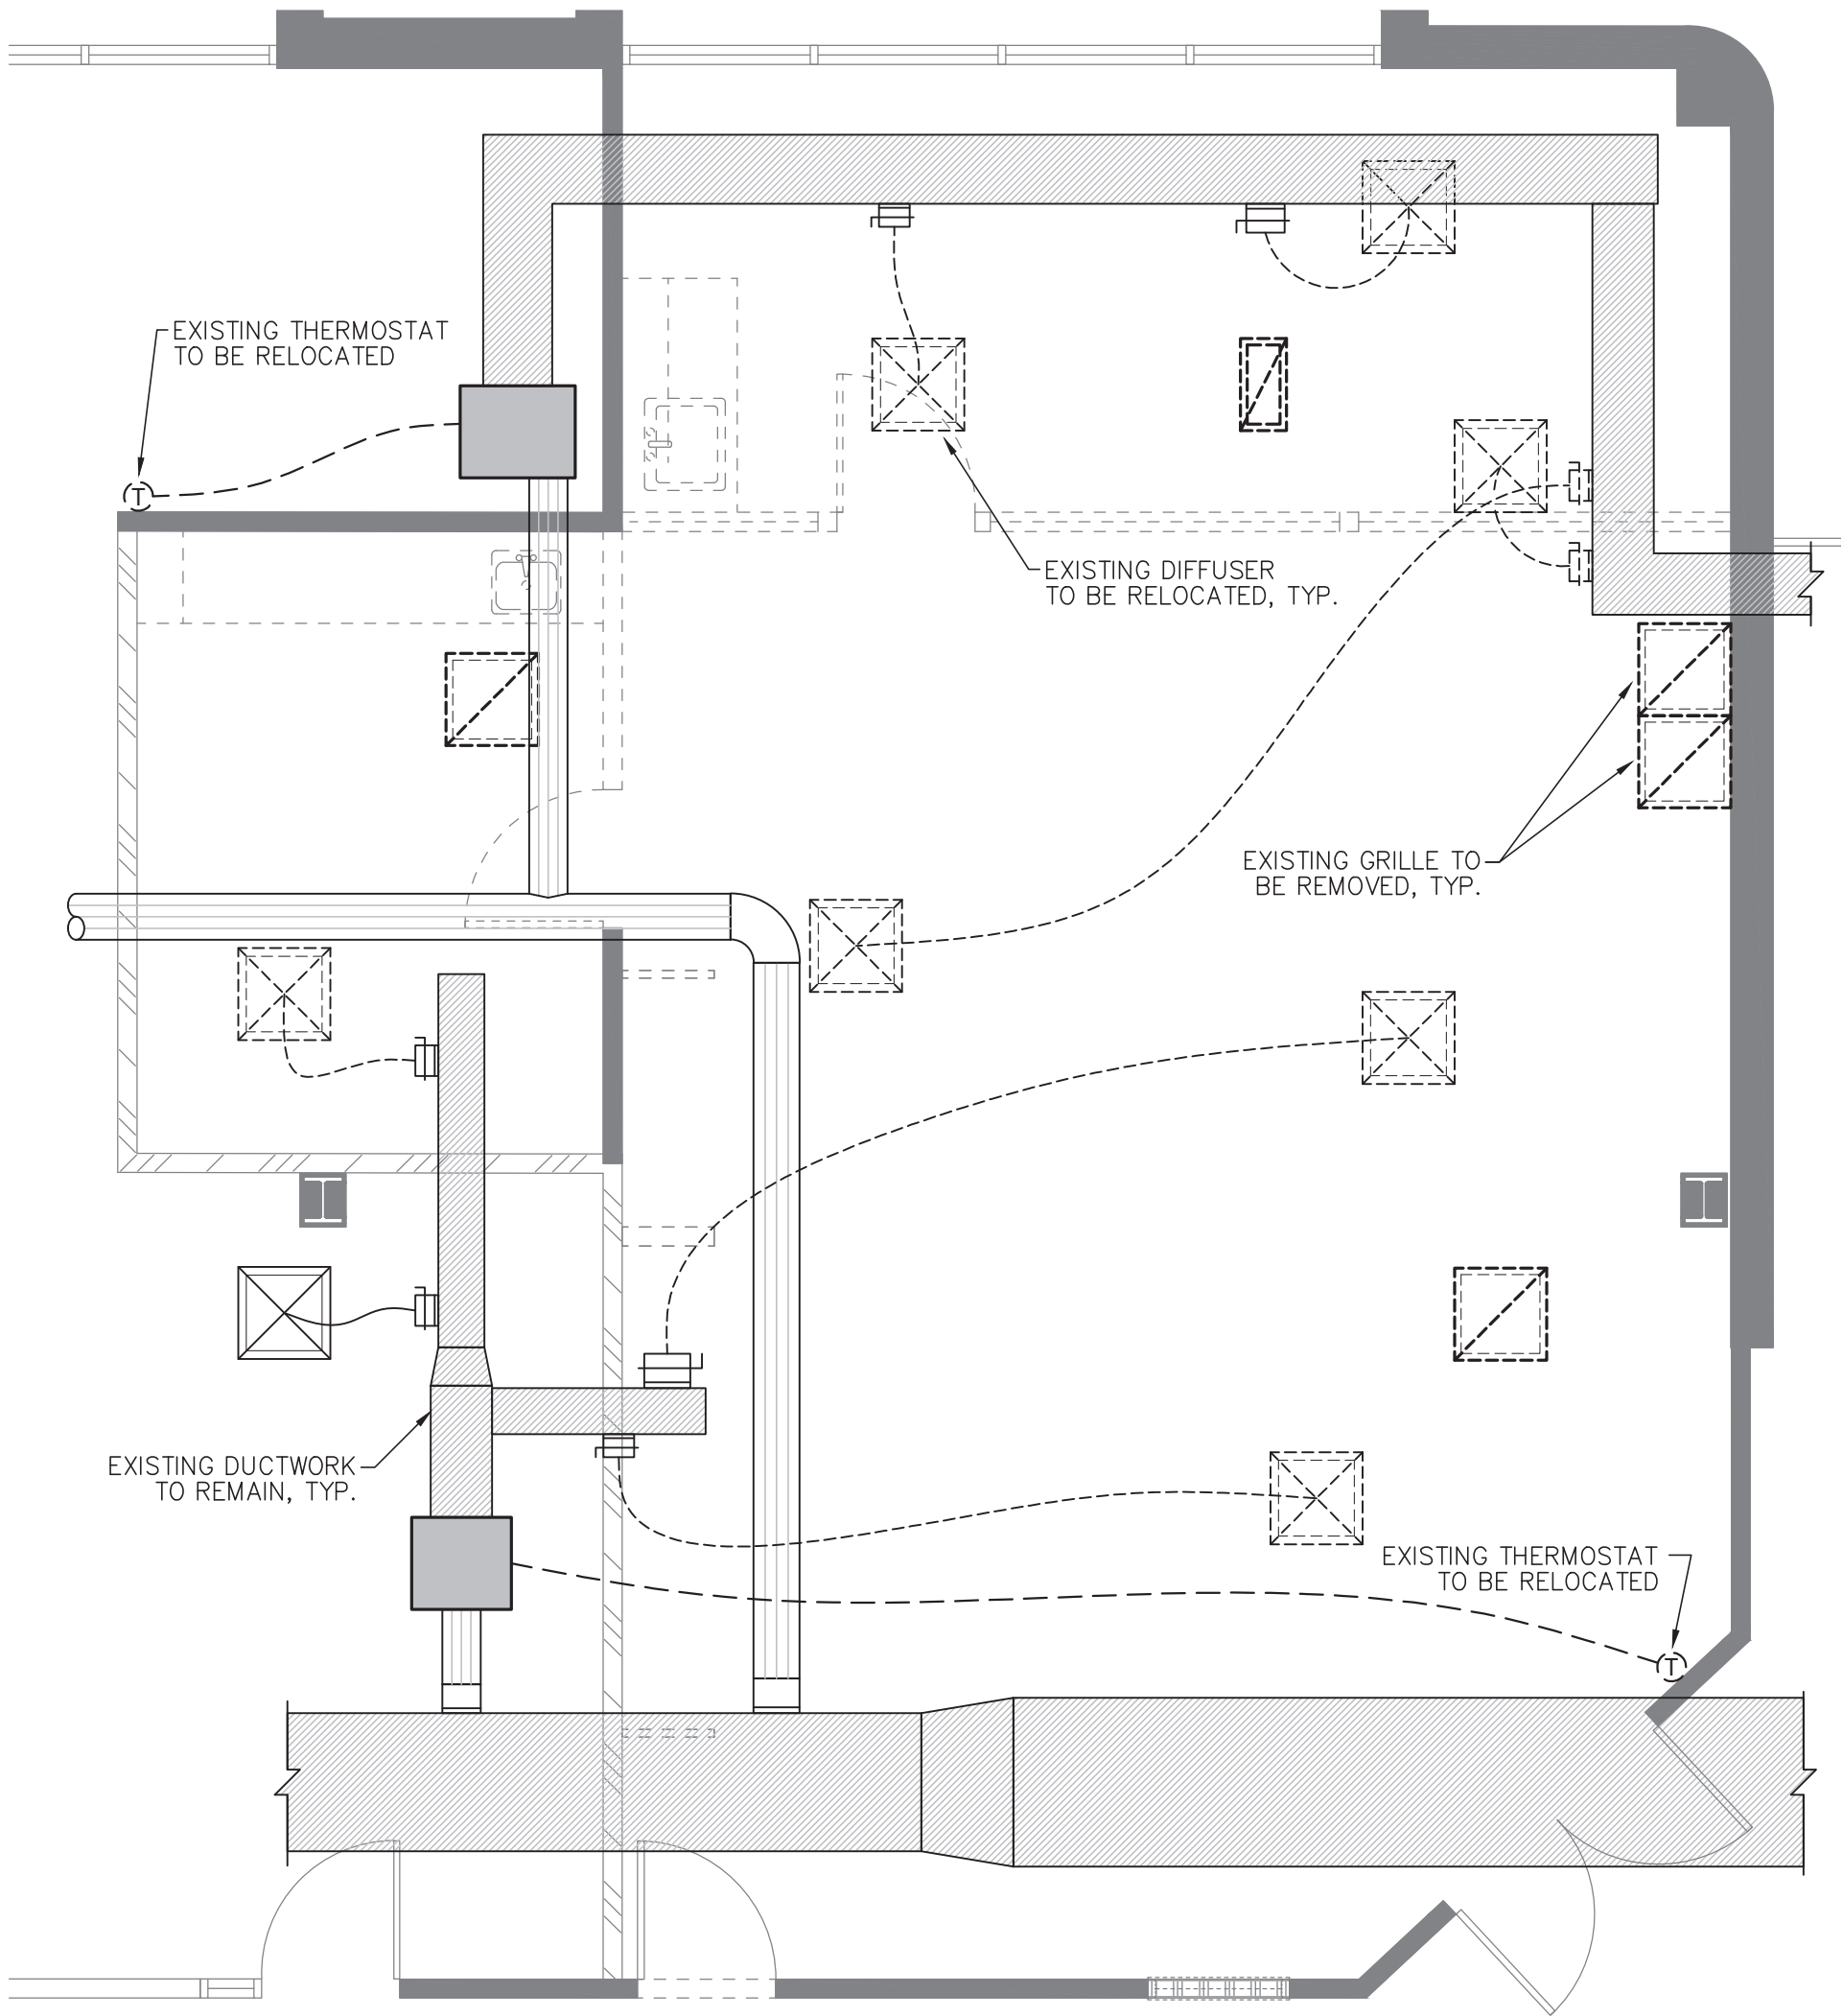 EXISTING THERMOSTAT
TO BE RELOCATED
T
EXISTING DIFFUSER
TO BE RELOCATED, TYP.
EXISTING GRILLE TO
BE REMOVED, TYP.
EXISTING DUCTWORK
TO REMAIN, TYP.
EXISTING THERMOSTAT
TO BE RELOCATED
T